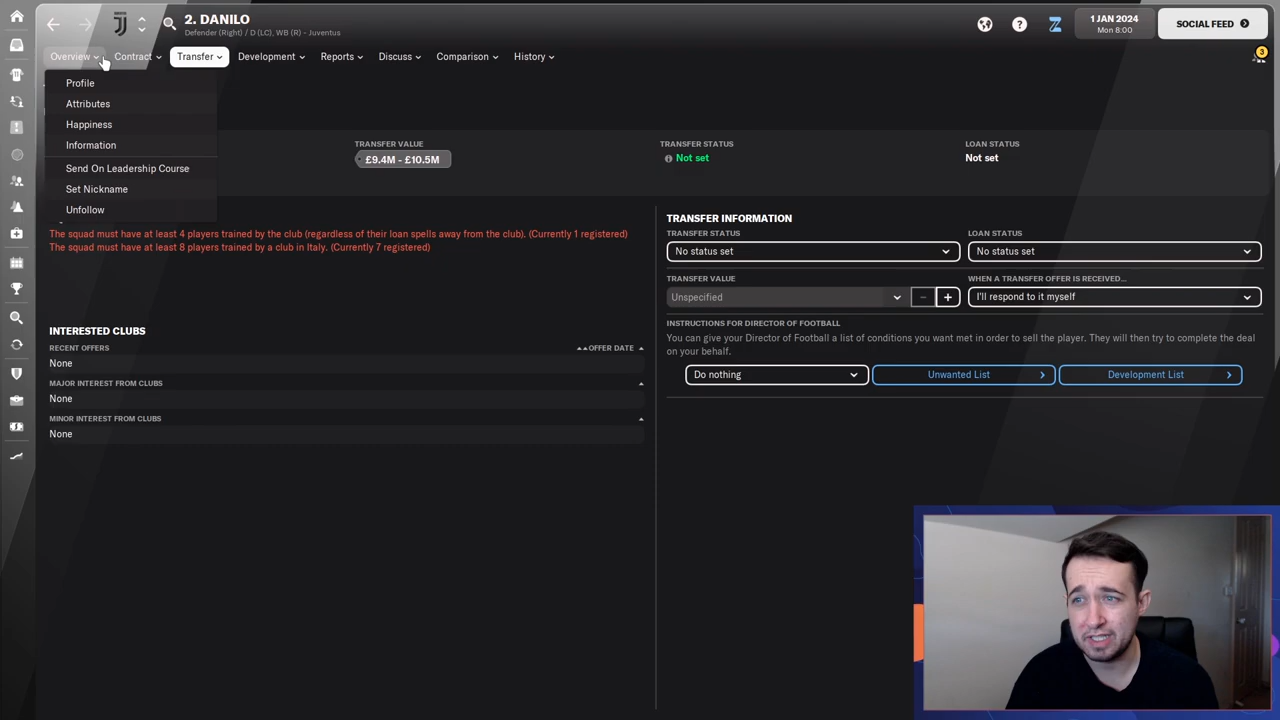 2. DANILO
Defender (Right) / D (LC), WB (R) - Juventus
1 JAN 2024
Mon 8:00
SOCIAL FEED
3
Overview
Contract
Transfer
Development
Reports
Discuss
Comparison
History
Profile
Attributes
Happiness
Information
Send On Leadership Course
Set Nickname
Unfollow
TRANSFER VALUE
£9.4M - £10.5M
TRANSFER STATUS
Not set
LOAN STATUS
Not set
The squad must have at least 4 players trained by the club (regardless of their loan spells away from the club). (Currently 1 registered)
The squad must have at least 8 players trained by a club in Italy. (Currently 7 registered)
INTERESTED CLUBS
RECENT OFFERS
OFFER DATE
None
MAJOR INTEREST FROM CLUBS
None
MINOR INTEREST FROM CLUBS
None
TRANSFER INFORMATION
TRANSFER STATUS
LOAN STATUS
No status set
No status set
TRANSFER VALUE
WHEN A TRANSFER OFFER IS RECEIVED...
Unspecified
I'll respond to it myself
INSTRUCTIONS FOR DIRECTOR OF FOOTBALL
You can give your Director of Football a list of conditions you want met in order to sell the player. They will then try to complete the deal
on your behalf.
Do nothing
Unwanted List
Development List